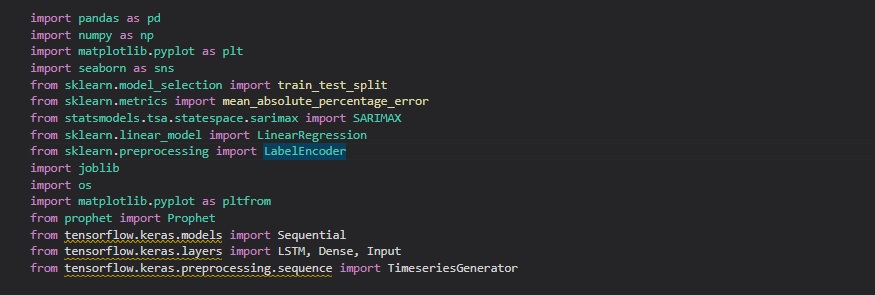 import pandas as pd
import numpy as np
import matplotlib.pyplot as plt
import seaborn as sns
from sklearn.model_selection import train_test_split
from sklearn.metrics import mean_absolute_percentage_error
from statsmodels.tsa.statespace.sarimax import SARIMAX
from sklearn.linear_model import LinearRegression
from sklearn.preprocessing import LabelEncoder
import joblib
import os
import matplotlib.pyplot as pltfrom
from prophet import Prophet
from tensorflow.keras.models import Sequential
from tensorflow.keras.layers import LSTM, Dense, Input
from tensorflow.keras.preprocessing.sequence import TimeseriesGenerator